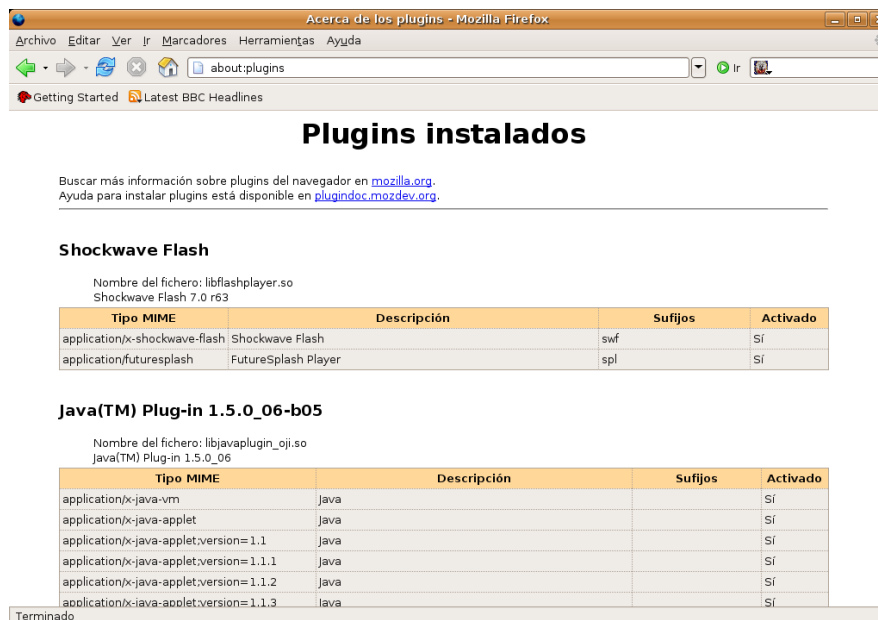 Acerca de los plugins - Mozilla Firefox
Archivo Editar Ver Ir Marcadores Herramientas Ayuda
about:plugins Ir
Getting Started Latest BBC Headlines
Plugins instalados
Buscar más información sobre plugins del navegador en mozilla.org.
Ayuda para instalar plugins está disponible en plugindoc.mozdev.org.
Shockwave Flash
Nombre del fichero: libflashplayer.so
Shockwave Flash 7.0 r63
Tipo MIME Descripción Sufijos Activado
application/x-shockwave-flash Shockwave Flash swf Sí
application/futuresplash FutureSplash Player spl Sí
Java(TM) Plug-in 1.5.0_06-b05
Nombre del fichero: libjavaplugin_oji.so
Java(TM) Plug-in 1.5.0_06
Tipo MIME Descripción Sufijos Activado
application/x-java-vm Java Sí
application/x-java-applet Java Sí
application/x-java-applet;version=1.1 Java Sí
application/x-java-applet;version=1.1.1 Java Sí
application/x-java-applet;version=1.1.2 Java Sí
application/x-java-applet;version=1.1.3 Java Sí
Terminado